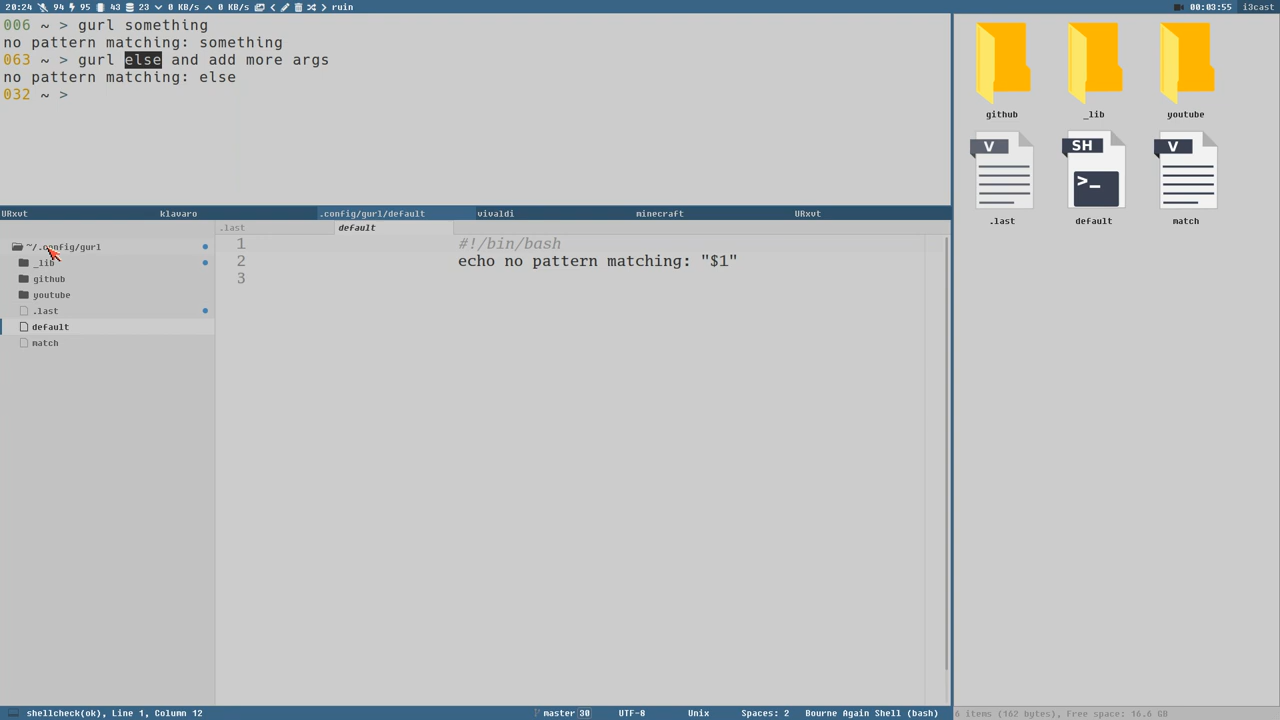 20:24 94 95 43 23 0 KB/s 0 KB/s ruin 00:03:55 i3cast
006 ~ > gurl something
no pattern matching: something
063 ~ > gurl else and add more args
no pattern matching: else
032 ~ >
URxvt klavaro .config/gurl/default vivaldi minecraft URxvt
~/.config/gurl
_lib
github
youtube
.last
default
match
.last default
1 #!/bin/bash
2 echo no pattern matching: "$1"
3
github _lib youtube
V SH V
>_
.last default match
shellcheck(ok), Line 1, Column 12 master 30 UTF-8 Unix Spaces: 2 Bourne Again Shell (bash)
6 items (162 bytes), Free space: 16.6 GB